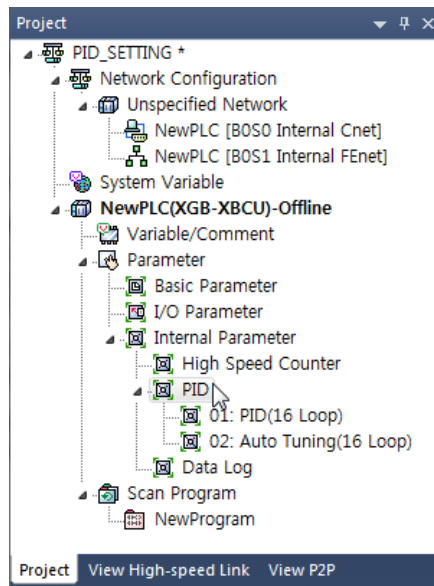 Project
PID_SETTING *
Network Configuration
Unspecified Network
NewPLC [B0S0 Internal Cnet]
NewPLC [B0S1 Internal FEnet]
System Variable
NewPLC(XGB-XBCU)-Offline
Variable/Comment
Parameter
Basic Parameter
I/O Parameter
Internal Parameter
High Speed Counter
PID
01: PID(16 Loop)
02: Auto Tuning(16 Loop)
Data Log
Scan Program
NewProgram
Project View High-speed Link View P2P